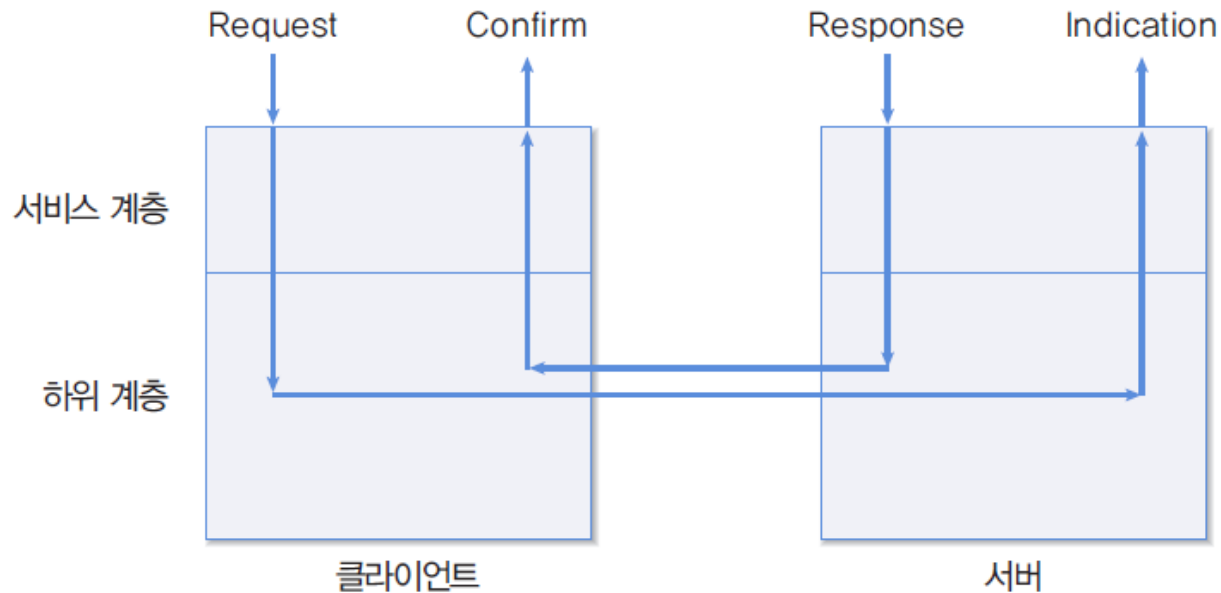 Request Confirm Response Indication
서비스 계층
하위 계층
클라이언트 서버